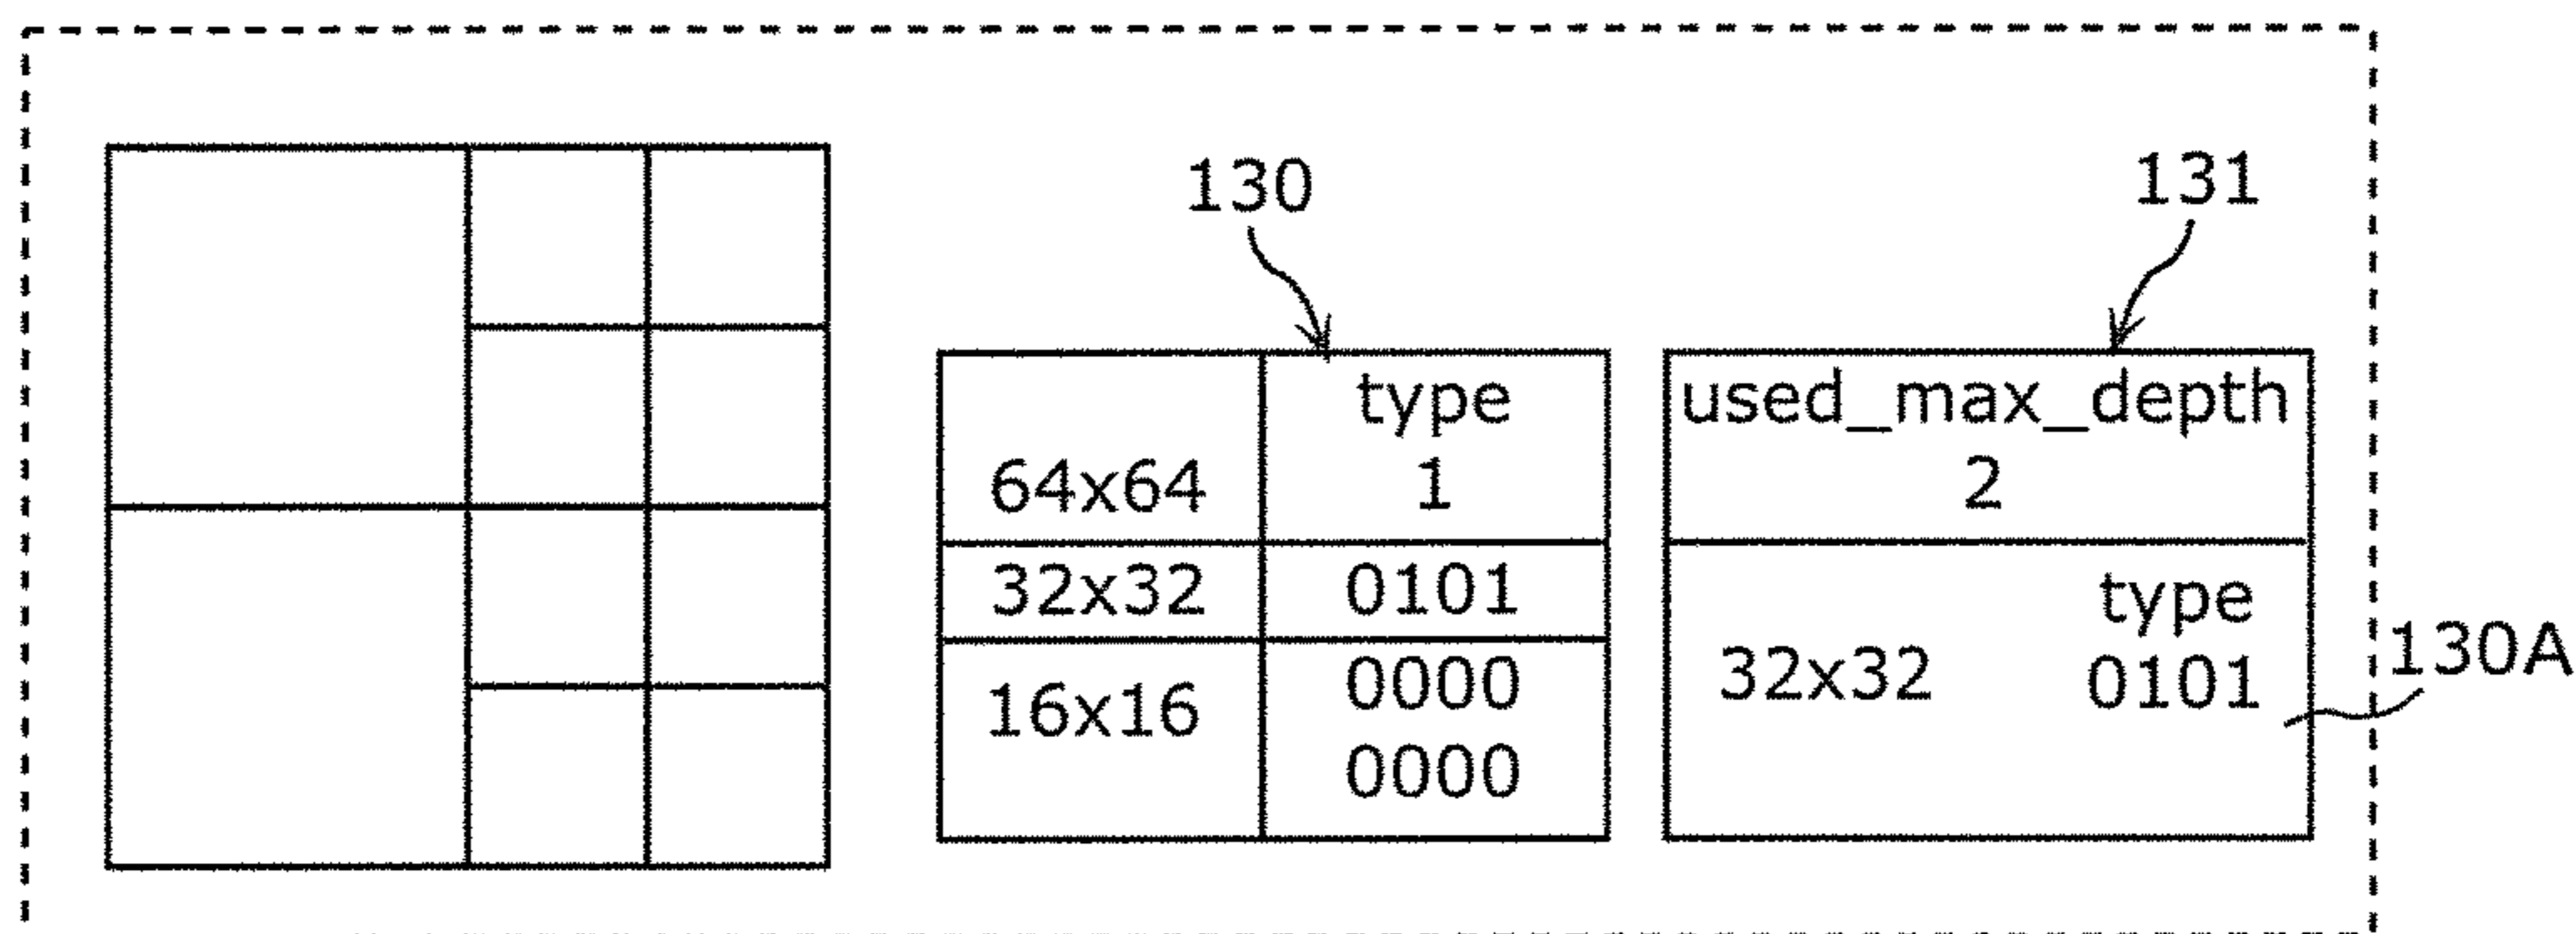 130
131
type
used_max_depth
64x64
1
2
32x32
0101
type
130A
32x32
0101
16x16
0000
0000